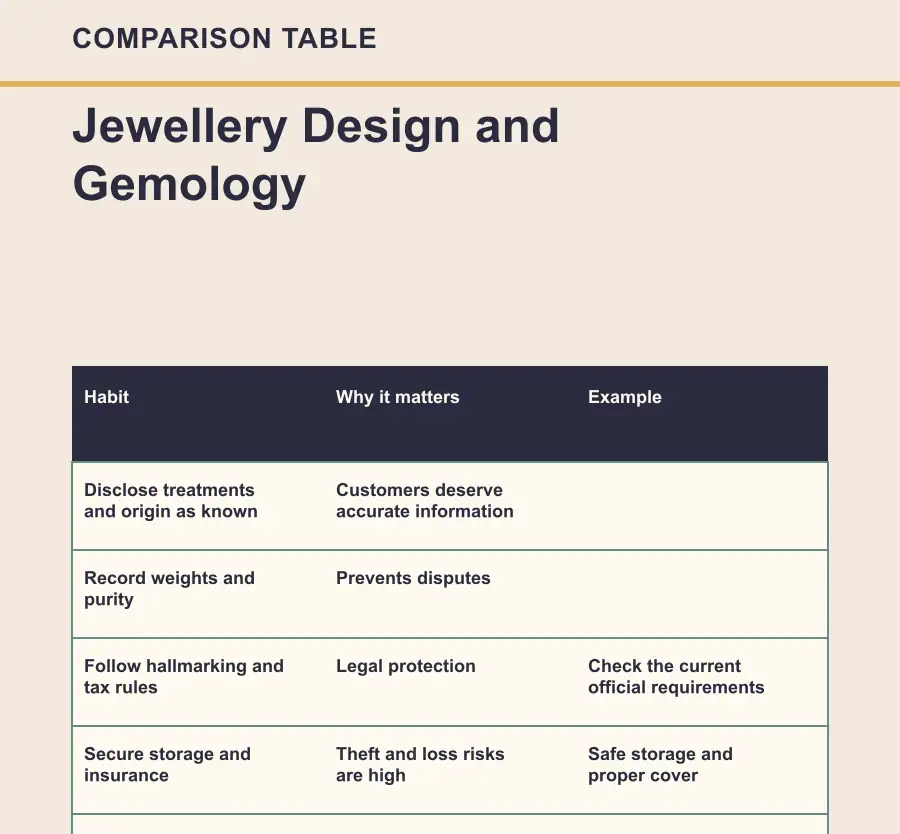 COMPARISON TABLE
Jewellery Design and
Gemology
Habit
Why it matters
Example
Disclose treatments
and origin as known
Customers deserve
accurate information
Record weights and
purity
Prevents disputes
Follow hallmarking and
tax rules
Legal protection
Check the current
official requirements
Secure storage and
insurance
Theft and loss risks
are high
Safe storage and
proper cover